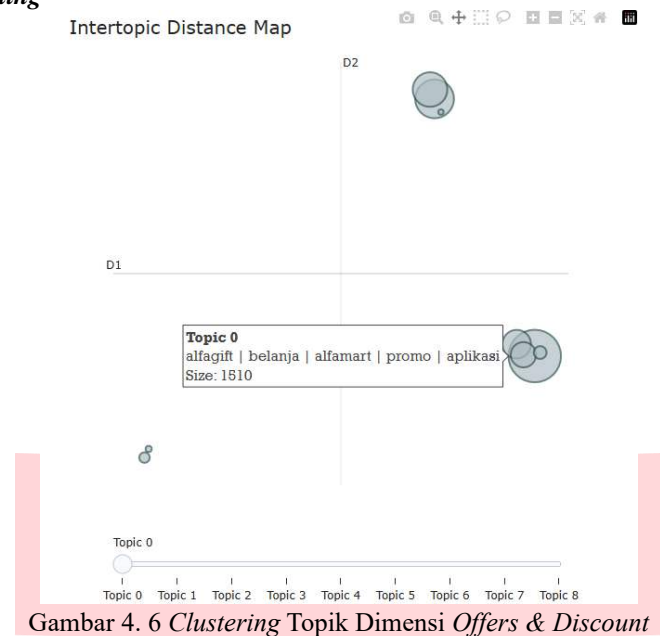 ing
Intertopic Distance Map
D2
D1
Topic 0
alfagift | belanja | alfamart | promo | aplikasi
Size: 1510
Topic 0
Topic 0 Topic 1 Topic 2 Topic 3 Topic 4 Topic 5 Topic 6 Topic 7 Topic 8
Gambar 4. 6 Clustering Topik Dimensi Offers & Discount